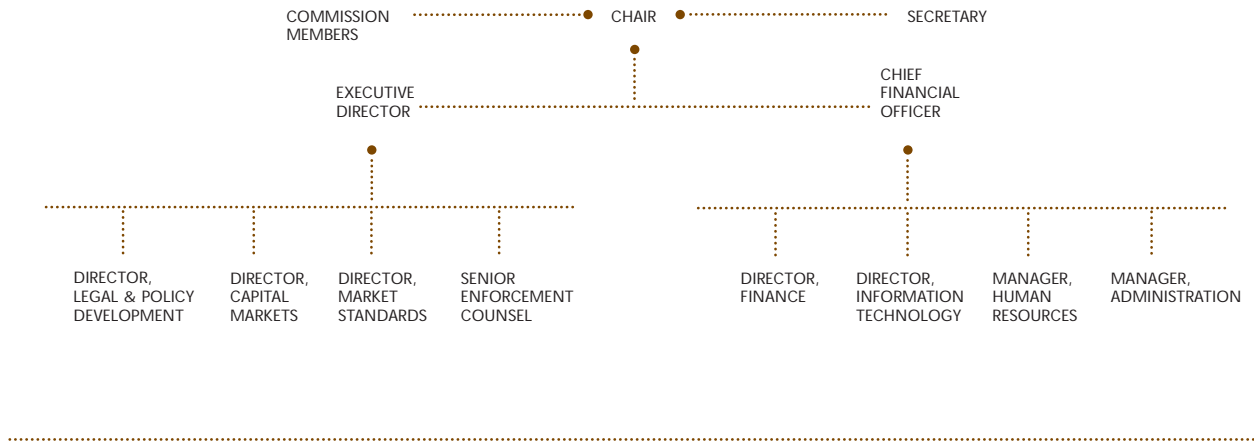 COMMISSION
MEMBERS
CHAIR
SECRETARY
EXECUTIVE
DIRECTOR
CHIEF
FINANCIAL
OFFICER
DIRECTOR,
LEGAL & POLICY
DEVELOPMENT
DIRECTOR,
CAPITAL
MARKETS
DIRECTOR,
MARKET
STANDARDS
SENIOR
ENFORCEMENT
COUNSEL
DIRECTOR,
FINANCE
DIRECTOR,
INFORMATION
TECHNOLOGY
MANAGER,
HUMAN
RESOURCES
MANAGER,
ADMINISTRATION